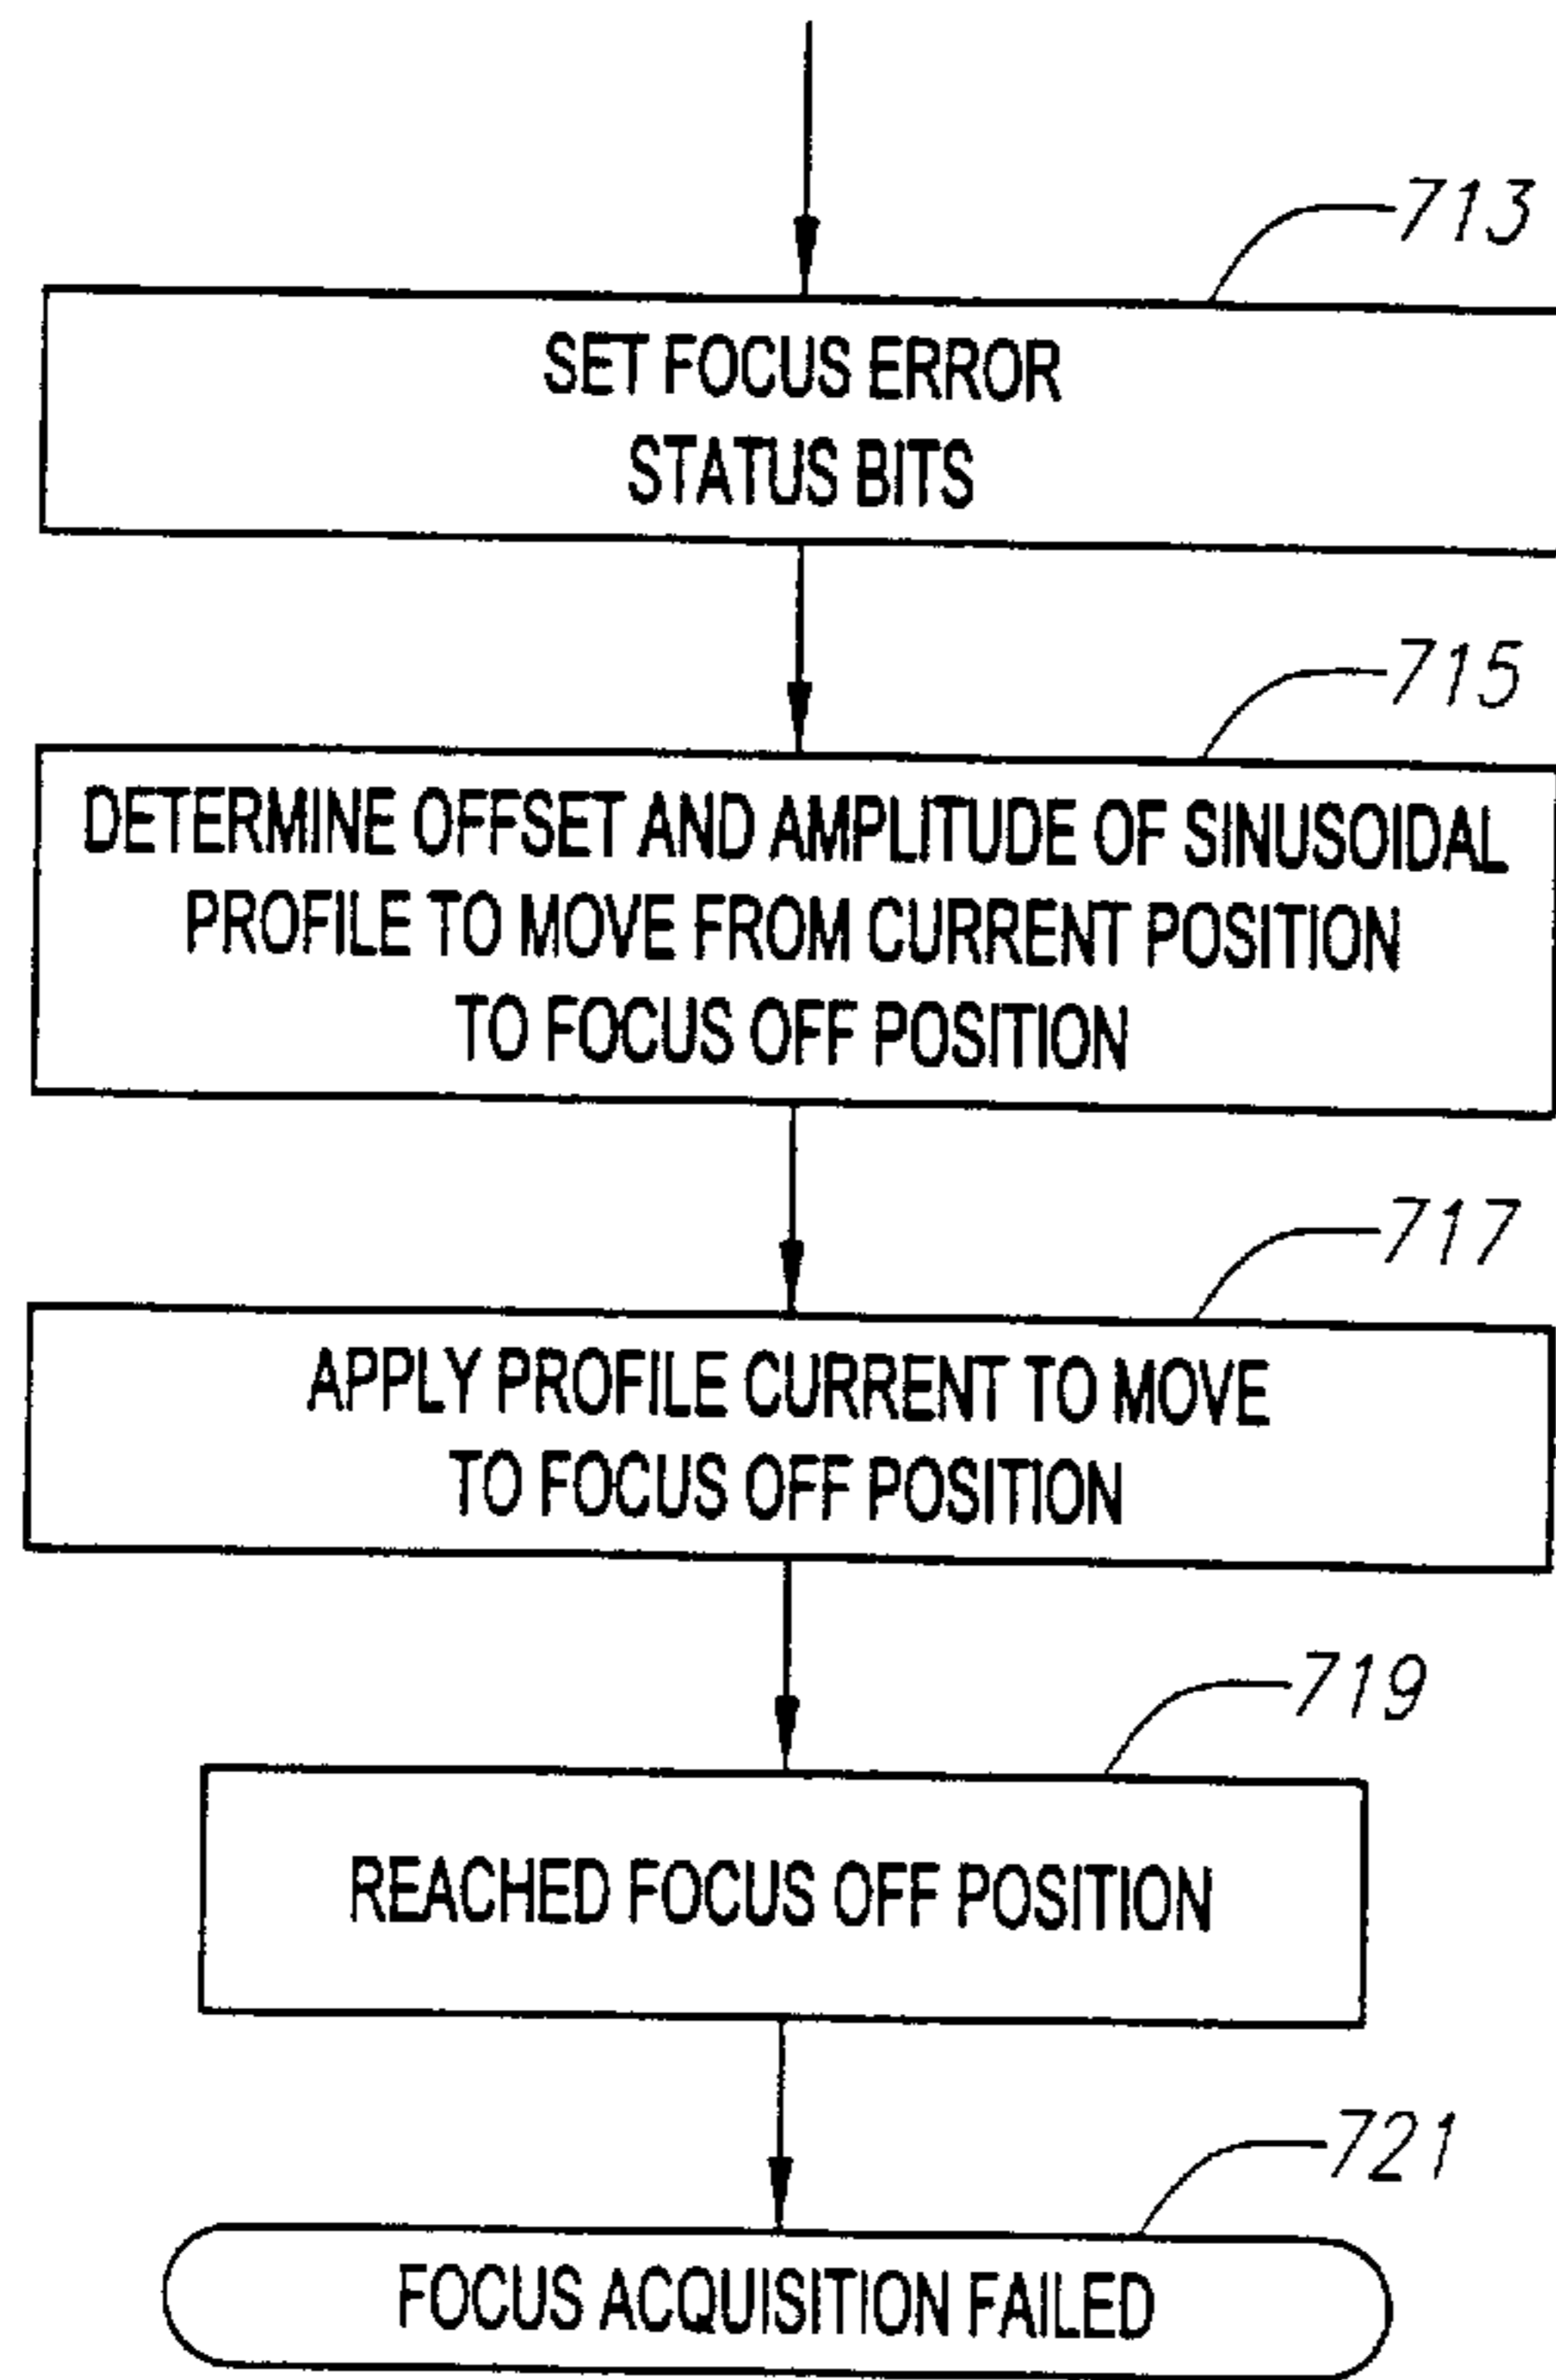 713
SET FOCUS ERROR
STATUS BITS
715
DETERMINE OFFSET AND AMPLITUDE OF SINUSOIDAL
PROFILE TO MOVE FROM CURRENT POSITION
TO FOCUS OFF POSITION
717
APPLY PROFILE CURRENT TO MOVE
TO FOCUS OFF POSITION
719
REACHED FOCUS OFF POSITION
721
FOCUS ACQUISITION FAILED